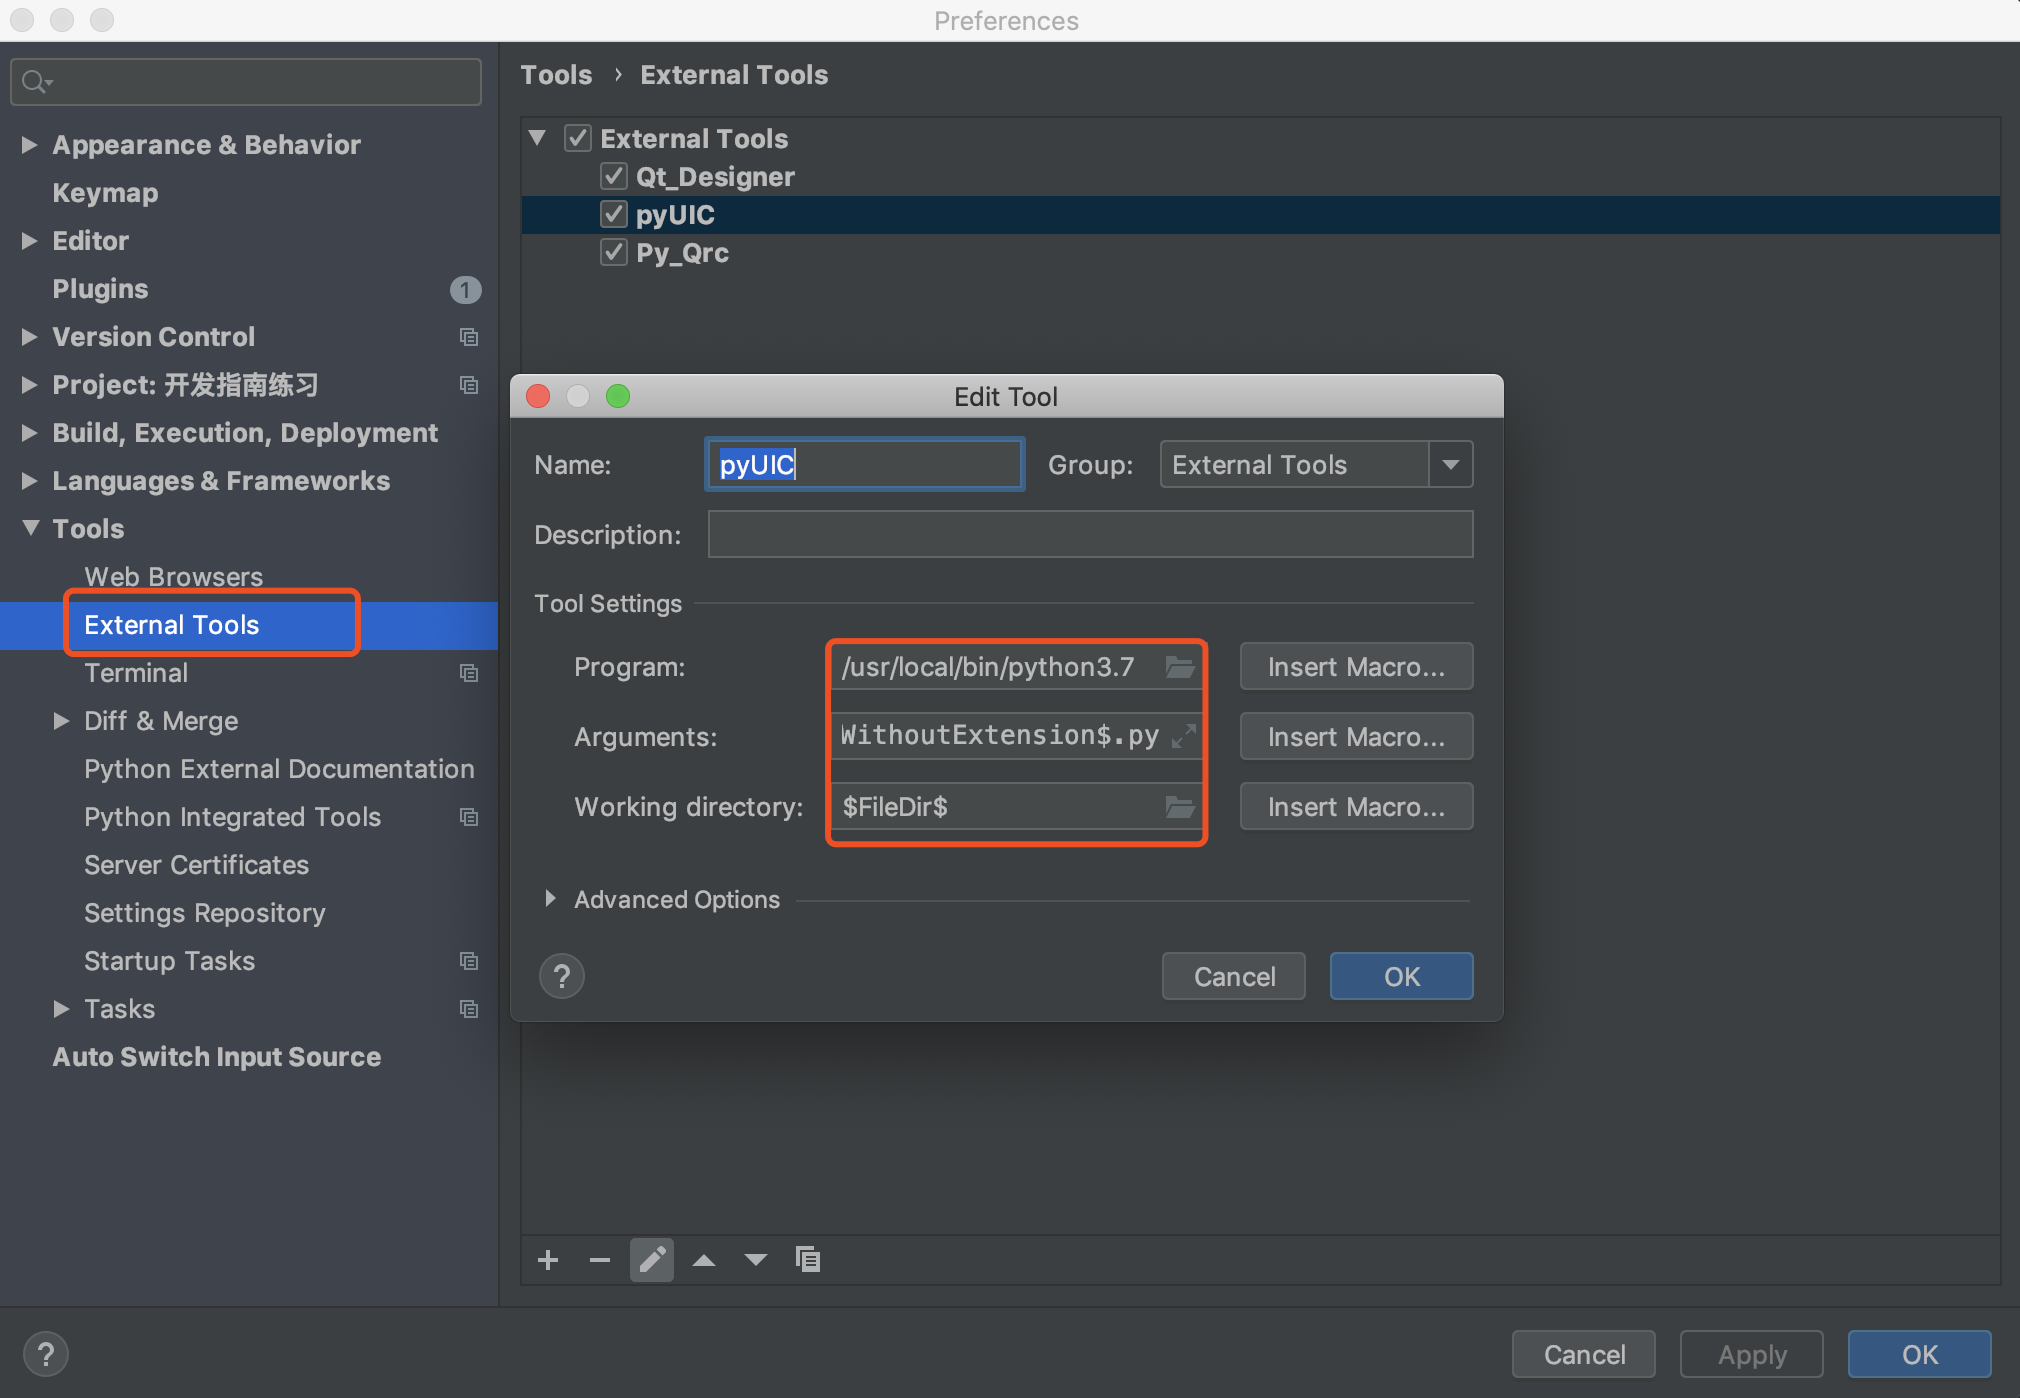 Preferences
Tools › External Tools
Appearance & Behavior
Keymap
Editor
Plugins 1
Version Control
Project: 开发指南练习
Build, Execution, Deployment
Languages & Frameworks
Tools
Web Browsers
External Tools
Terminal
Diff & Merge
Python External Documentation
Python Integrated Tools
Server Certificates
Settings Repository
Startup Tasks
Tasks
Auto Switch Input Source
External Tools
Qt_Designer
pyUIC
Py_Qrc
Edit Tool
Name: pyUIC Group: External Tools
Description:
Tool Settings
Program: /usr/local/bin/python3.7 Insert Macro...
Arguments: WithoutExtension$.py Insert Macro...
Working directory: $FileDir$ Insert Macro...
Advanced Options
? Cancel OK
? Cancel Apply OK